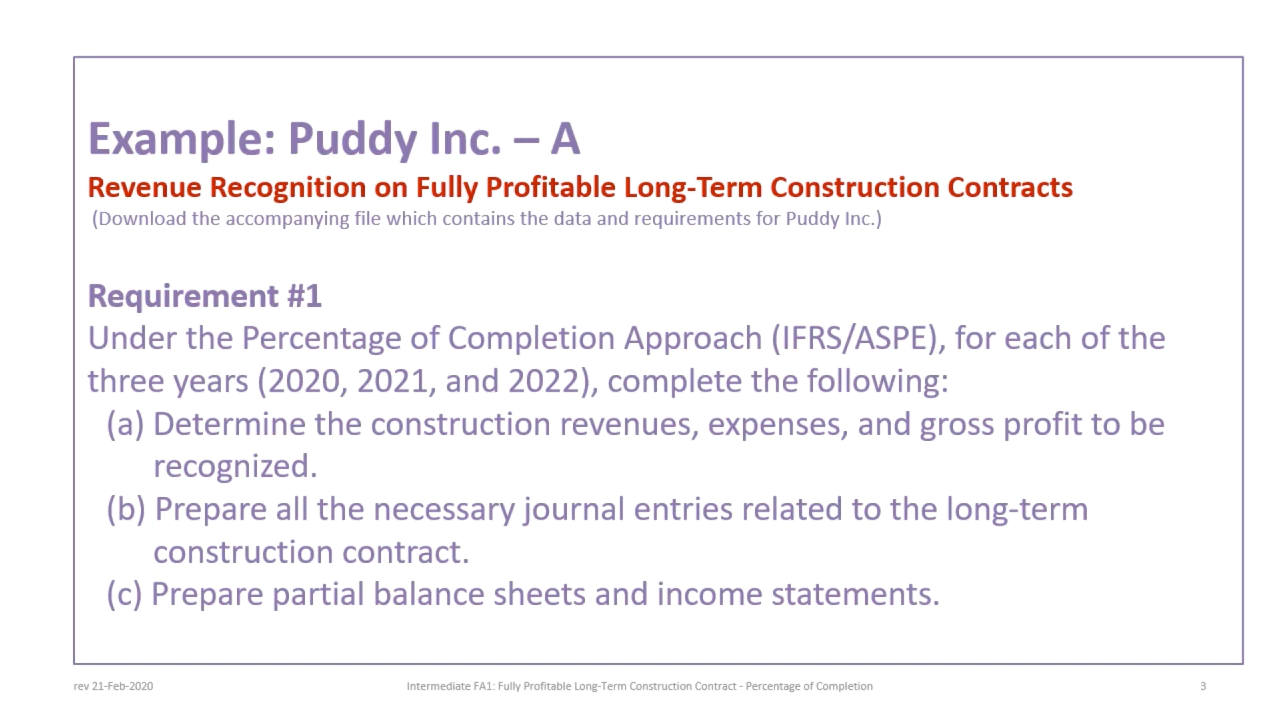 Example: Puddy Inc. – A
Revenue Recognition on Fully Profitable Long-Term Construction Contracts
(Download the accompanying file which contains the data and requirements for Puddy Inc.)
Requirement #1
Under the Percentage of Completion Approach (IFRS/ASPE), for each of the
three years (2020, 2021, and 2022), complete the following:
(a) Determine the construction revenues, expenses, and gross profit to be
recognized.
(b) Prepare all the necessary journal entries related to the long-term
construction contract.
(c) Prepare partial balance sheets and income statements.
rev 21-Feb-2020
Intermediate FA1: Fully Profitable Long-Term Construction Contract - Percentage of Completion
3